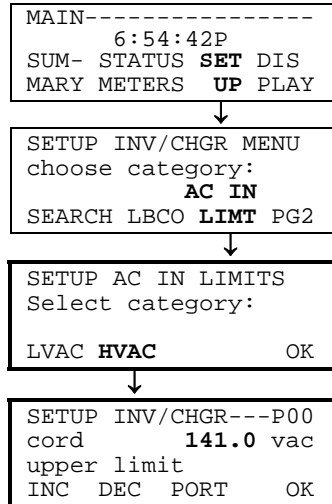 MAIN----------------
6:54:42P
SUM- STATUS SET DIS
MARY METERS UP PLAY
SETUP INV/CHGR MENU
choose category:
AC IN
SEARCH LBCO LIMT PG2
SETUP AC IN LIMITS
Select category:
LVAC HVAC OK
SETUP INV/CHGR---P00
cord 141.0 vac
upper limit
INC DEC PORT OK